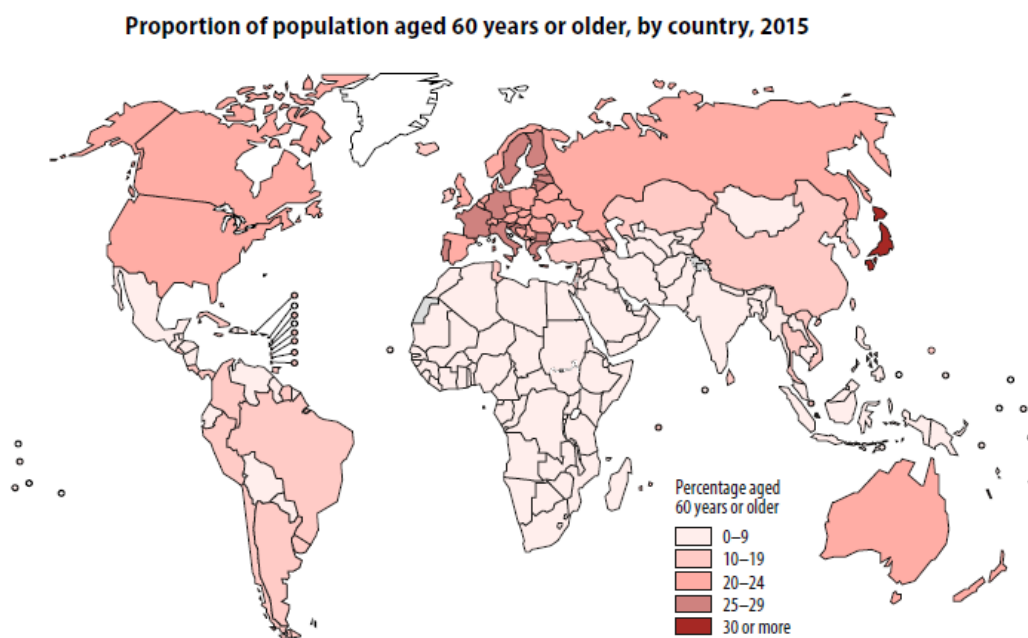 Proportion of population aged 60 years or older, by country, 2015
Percentage aged
60 years or older
0–9
10–19
20–24
25–29
30 or more